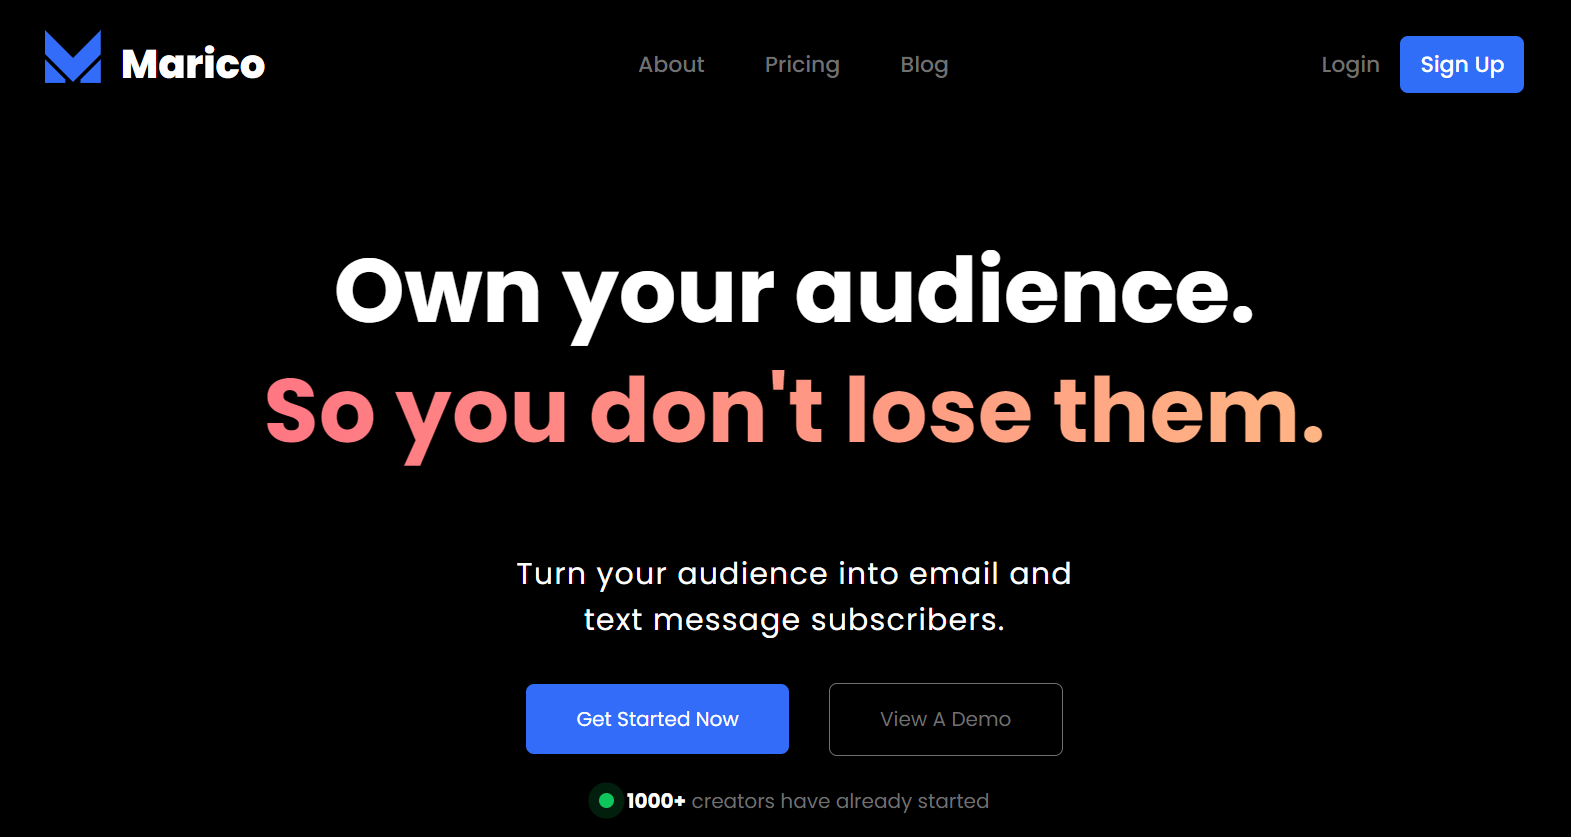 Marico
About
Pricing
Blog
Login
Sign Up
Own your audience.
So you don't lose them.
Turn your audience into email and
text message subscribers.
Get Started Now
View A Demo
1000+ creators have already started